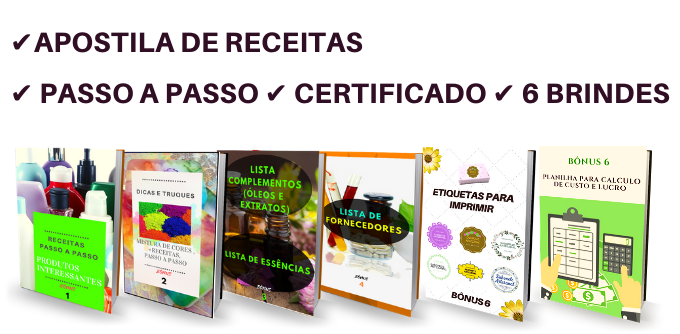 ✔APOSTILA DE RECEITAS
✔ PASSO A PASSO ✔ CERTIFICADO ✔ 6 BRINDES
RECEITAS
PASSO A PASSO
PRODUTOS
INTERESSANTES
1
DICAS E TRUQUES
MISTURA DE CORES
RECEITAS,
PASSO A PASSO
2
LISTA
COMPLEMENTOS
(ÓLEOS E
EXTRATOS)
LISTA DE ESSÊNCIAS
3
LISTA DE
FORNECEDORES
4
ETIQUETAS PARA
IMPRIMIR
BÔNUS 6
BÔNUS 6
PLANILHA PARA CALCULO
DE CUSTO E LUCRO